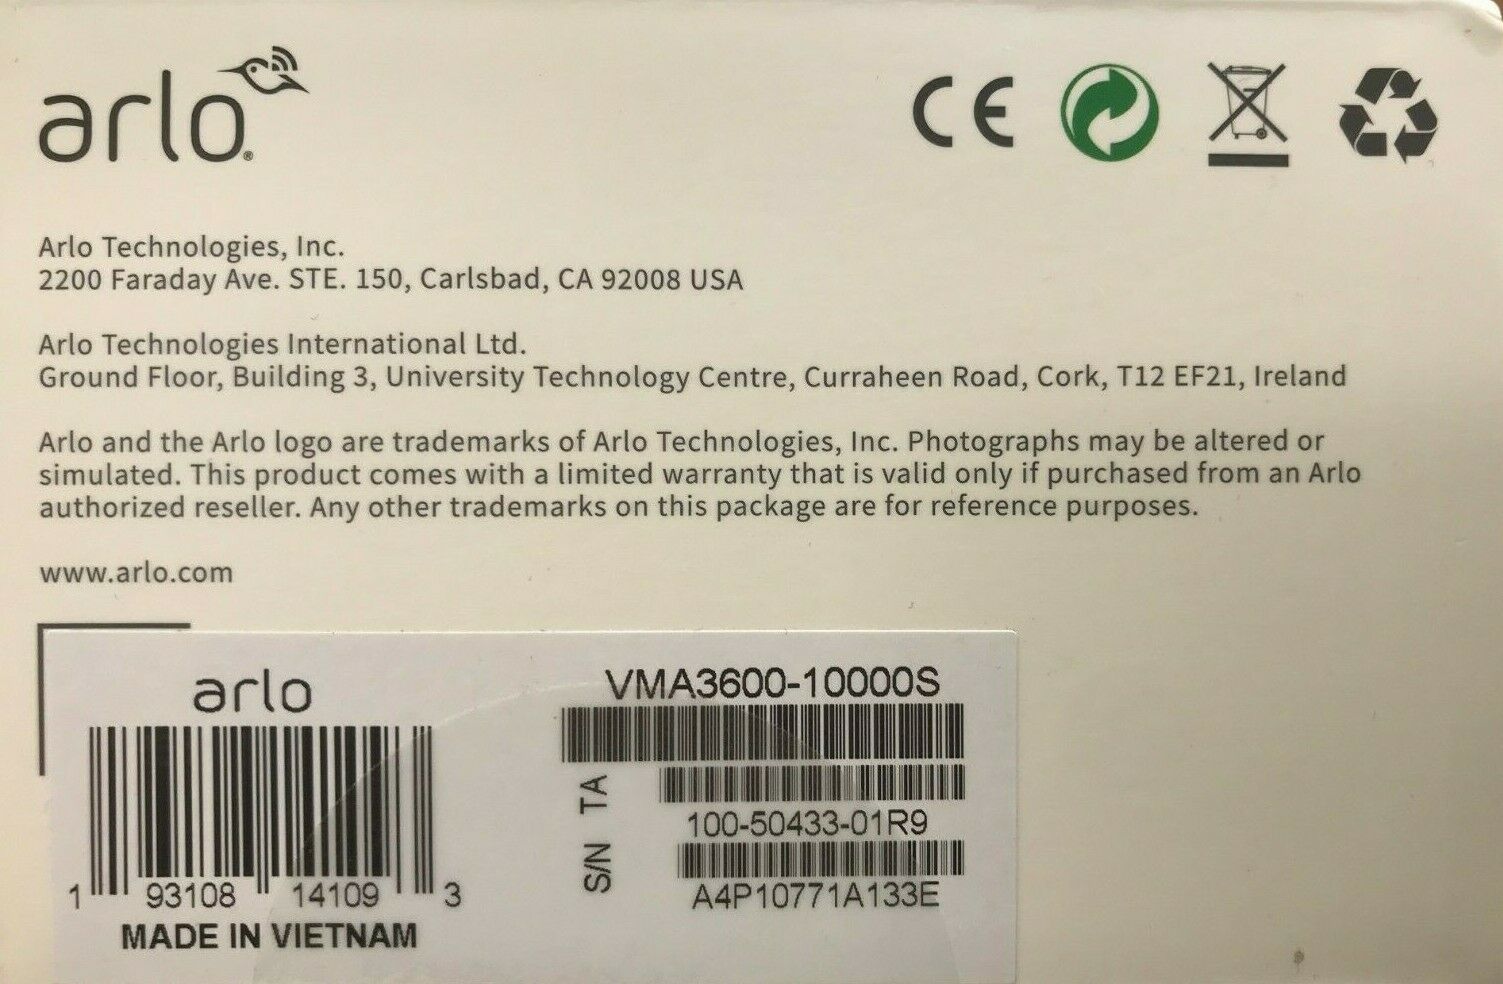 arlo®
CE
Arlo Technologies, Inc.
2200 Faraday Ave. STE. 150, Carlsbad, CA 92008 USA
Arlo Technologies International Ltd.
Ground Floor, Building 3, University Technology Centre, Curraheen Road, Cork, T12 EF21, Ireland
Arlo and the Arlo logo are trademarks of Arlo Technologies, Inc. Photographs may be altered or
simulated. This product comes with a limited warranty that is valid only if purchased from an Arlo
authorized reseller. Any other trademarks on this package are for reference purposes.
www.arlo.com
arlo
1 93108 14109 3
MADE IN VIETNAM
VMA3600-10000S
TA
100-50433-01R9
S/N
A4P10771A133E